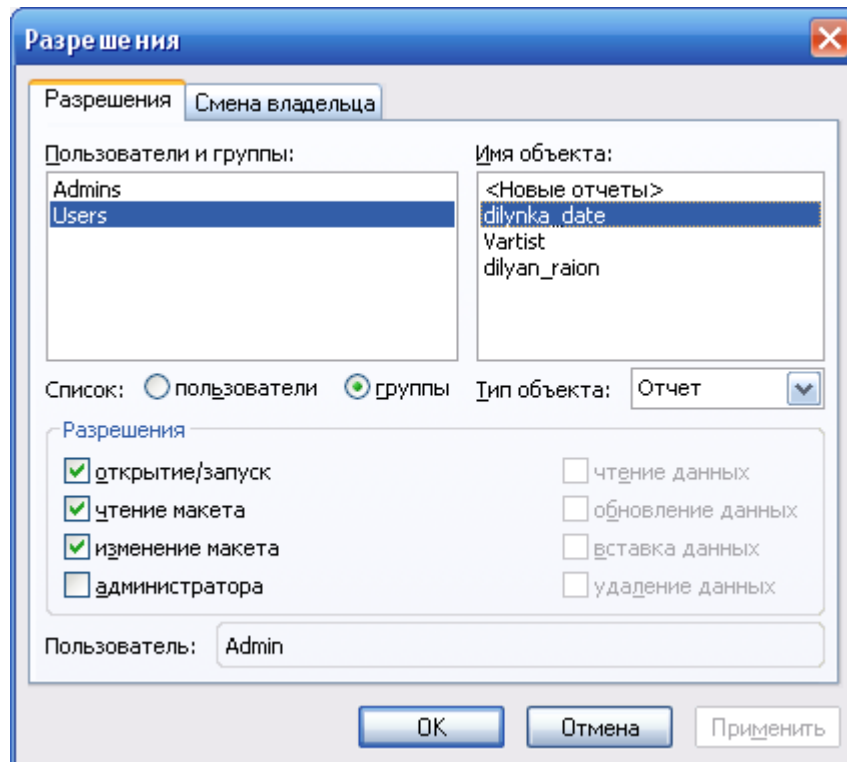 Разрешения
Разрешения Смена владельца
Пользователи и группы: Имя объекта:
Admins <Новые отчеты>
Users dilynka_date
Vartist
dilyan_raion
Список: пользователи группы Тип объекта: Отчет
Разрешения
открытие/запуск чтение данных
чтение макета обновление данных
изменение макета вставка данных
администратора удаление данных
Пользователь: Admin
OK Отмена Применить